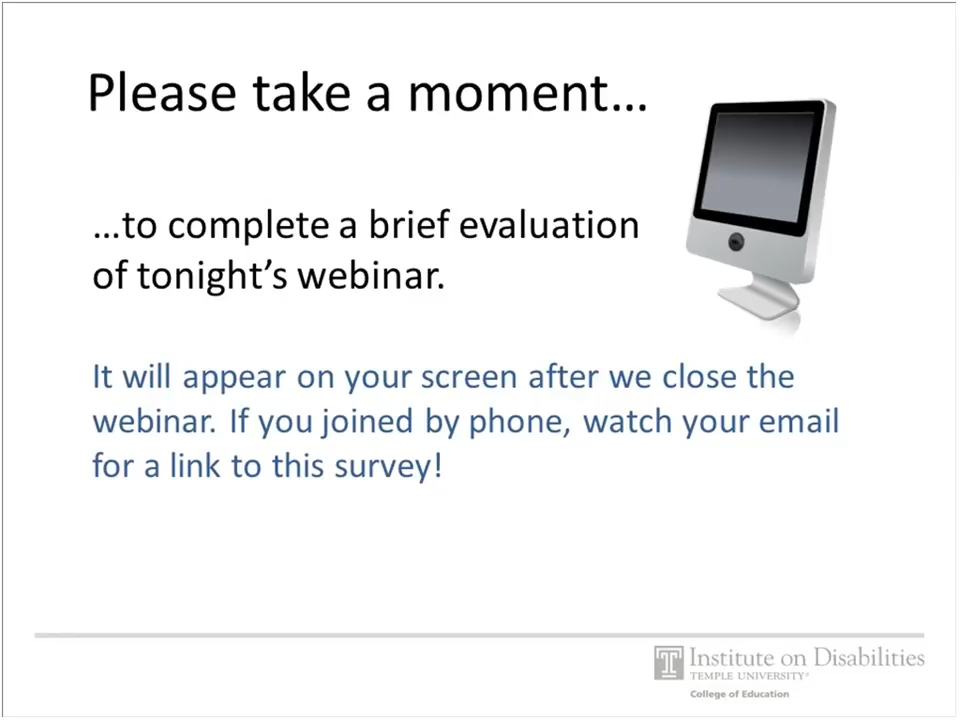 Please take a moment...
...to complete a brief evaluation
of tonight's webinar.
It will appear on your screen after we close the
webinar. If you joined by phone, watch your email
for a link to this survey!
Institute on Disabilities
TEMPLE UNIVERSITY®
College of Education